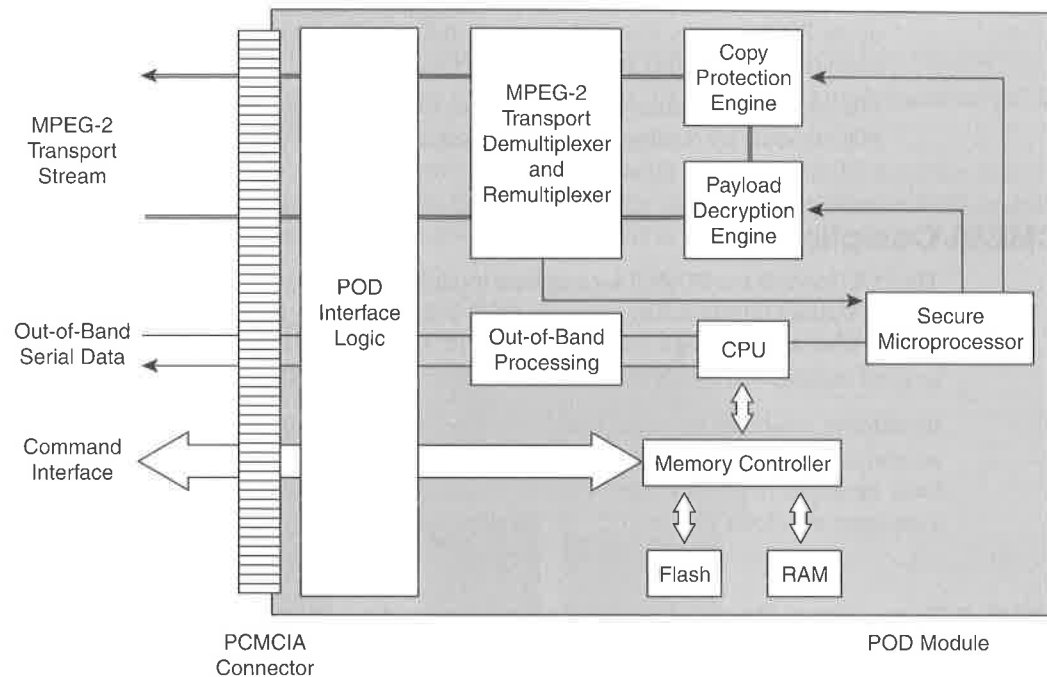 MPEG-2
Transport
Stream
Out-of-Band
Serial Data
Command
Interface
PCMCIA
Connector
POD
Interface
Logic
MPEG-2
Transport
Demultiplexer
and
Remultiplexer
Copy
Protection
Engine
Payload
Decryption
Engine
Out-of-Band
Processing
CPU
Secure
Microprocessor
Memory Controller
Flash
RAM
POD Module